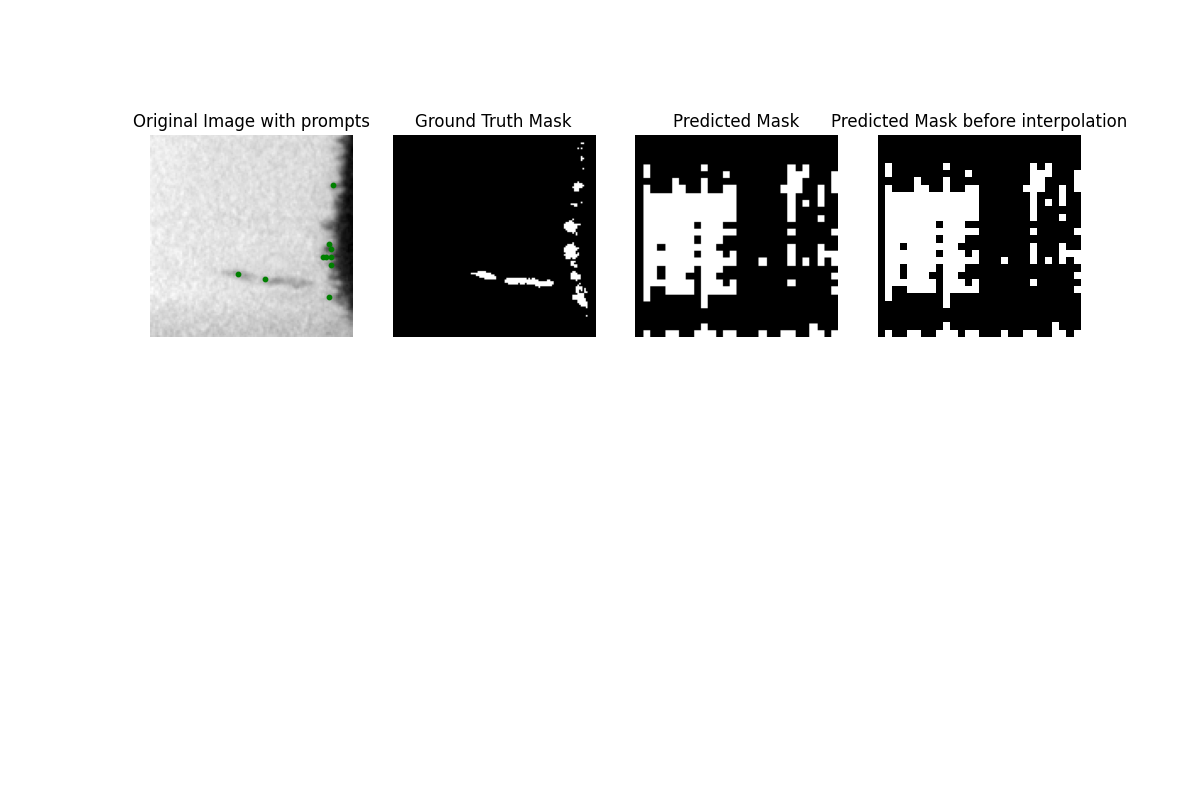 Original Image with prompts
Ground Truth Mask
Predicted Mask
Predicted Mask before interpolation